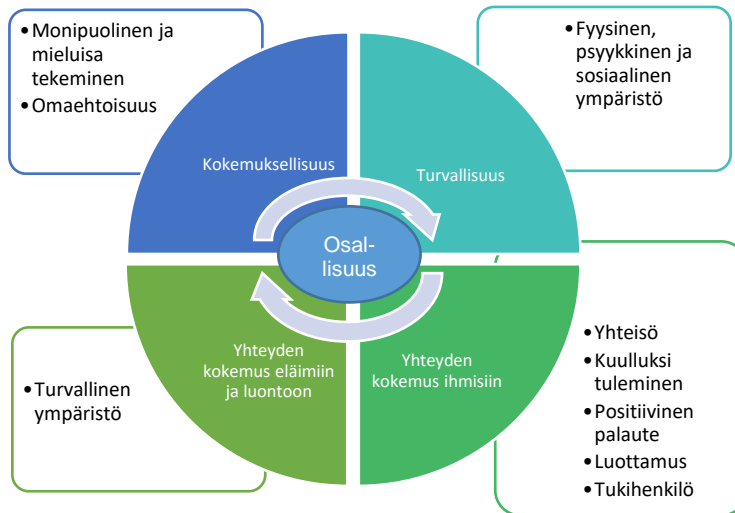 •Monipuolinen ja
mieluisa
tekeminen
•Omaehtoisuus
•Fyysinen,
psyykkinen ja
sosiaalinen
ympäristö
Kokemuksellisuus
Turvallisuus
Osal-
lisuus
Yhteyden
kokemus eläimiin
ja luontoon
Yhteyden
kokemus ihmisiin
•Turvallinen
ympäristö
•Yhteisö
•Kuulluksi
tuleminen
•Positiivinen
palaute
•Luottamus
•Tukihenkilö